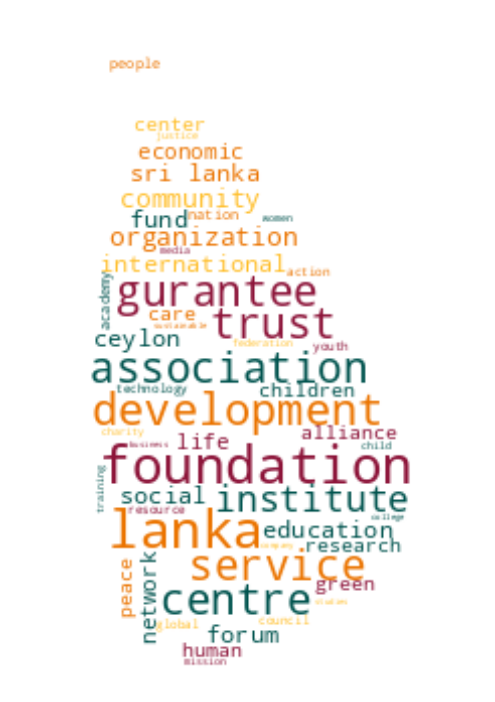 people
center
justice
economic
sri lanka
community
fund nation women
organization
media
international action
academy gurantee
care trust
sustainable
ceylon federation youth
association
technology children
development
charity alliance
business life child
foundation
training social institute
resource college
lanka education
company research
service
peace network green
centre studies
global council
forum
human
mission